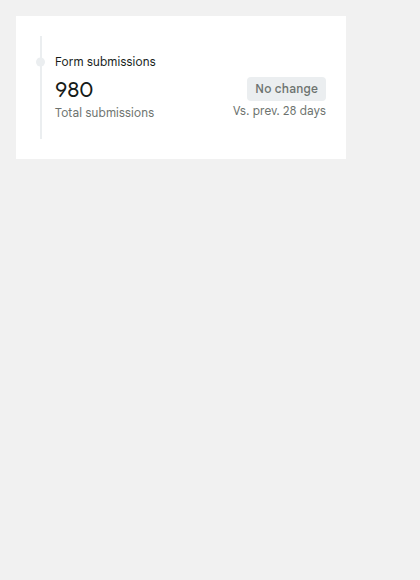 Form submissions
980
No change
Total submissions
Vs. prev. 28 days